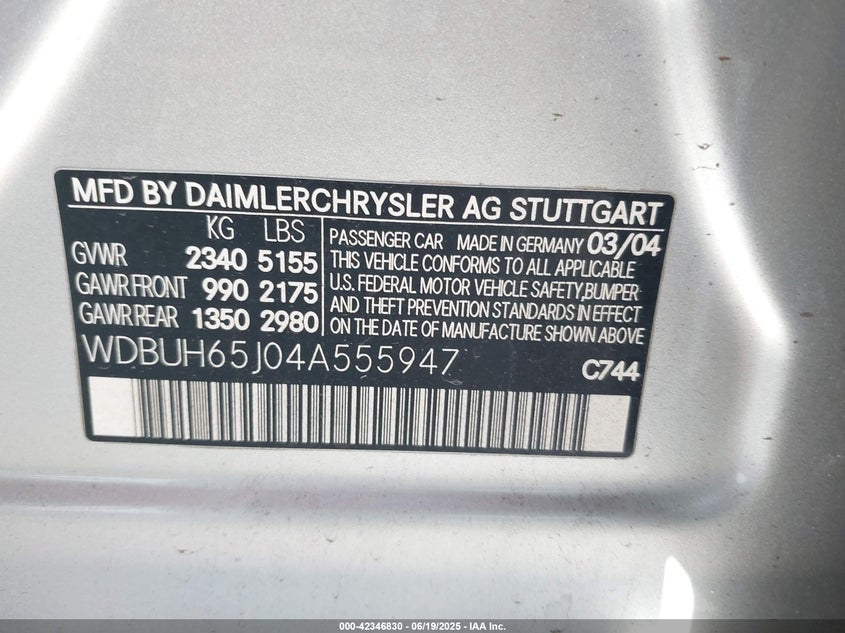 MFD BY DAIMLERCHRYSLER AG STUTTGART
KG LBS
GVWR 2340 5155
GAWR FRONT 990 2175
GAWR REAR 1350 2980
PASSENGER CAR MADE IN GERMANY 03/04
THIS VEHICLE CONFORMS TO ALL APPLICABLE
U.S. FEDERAL MOTOR VEHICLE SAFETY,BUMPER
AND THEFT PREVENTION STANDARDS IN EFFECT
ON THE DATE OF MANUFACTURE SHOWN ABOVE
WDBUH65J04A555947
C744
000-42346830 - 06/19/2025 - IAA Inc.